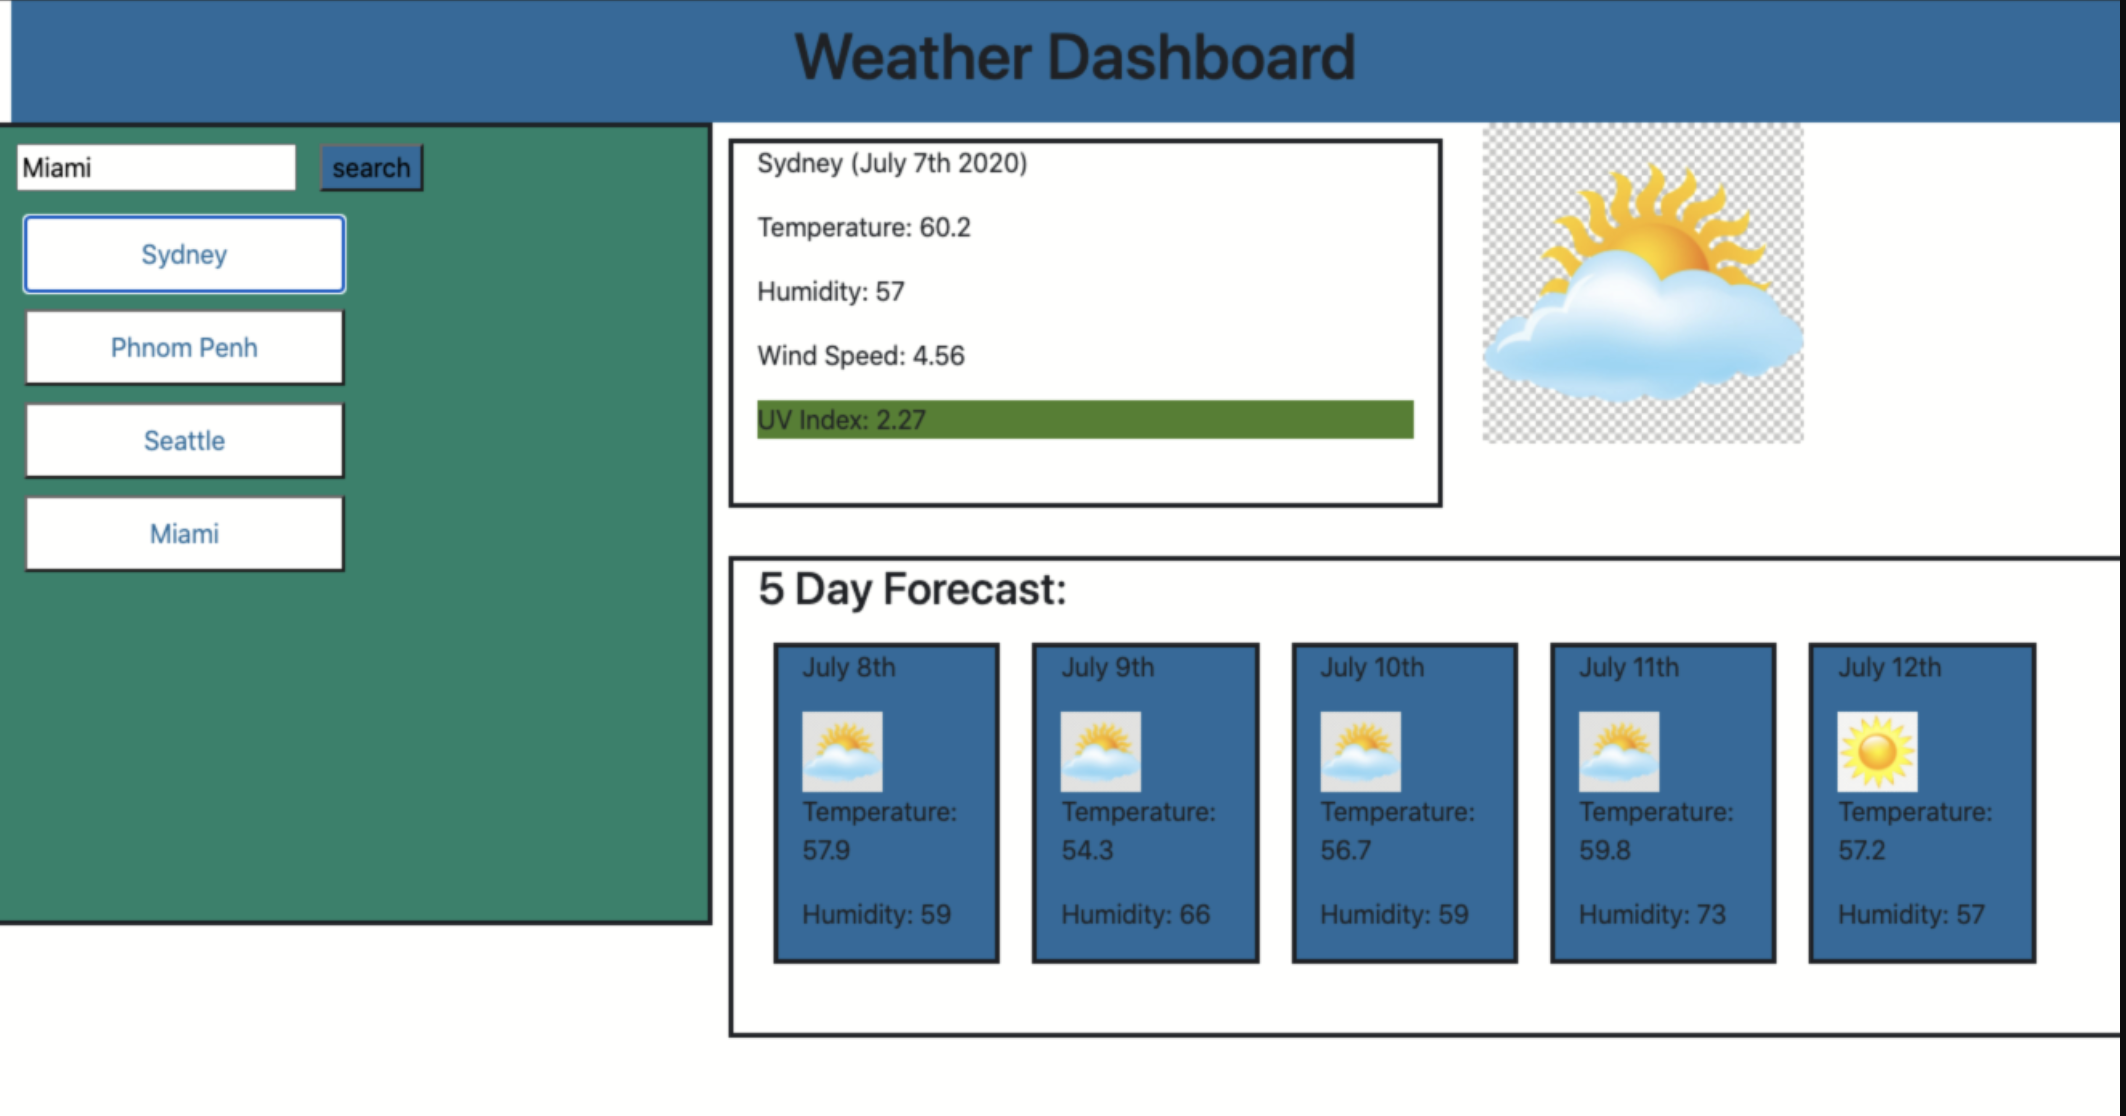 Weather Dashboard
Miami
search
Sydney
Phnom Penh
Seattle
Miami
Sydney (July 7th 2020)
Temperature: 60.2
Humidity: 57
Wind Speed: 4.56
UV Index: 2.27
5 Day Forecast:
July 8th
Temperature:
57.9
Humidity: 59
July 9th
Temperature:
54.3
Humidity: 66
July 10th
Temperature:
56.7
Humidity: 59
July 11th
Temperature:
59.8
Humidity: 73
July 12th
Temperature:
57.2
Humidity: 57